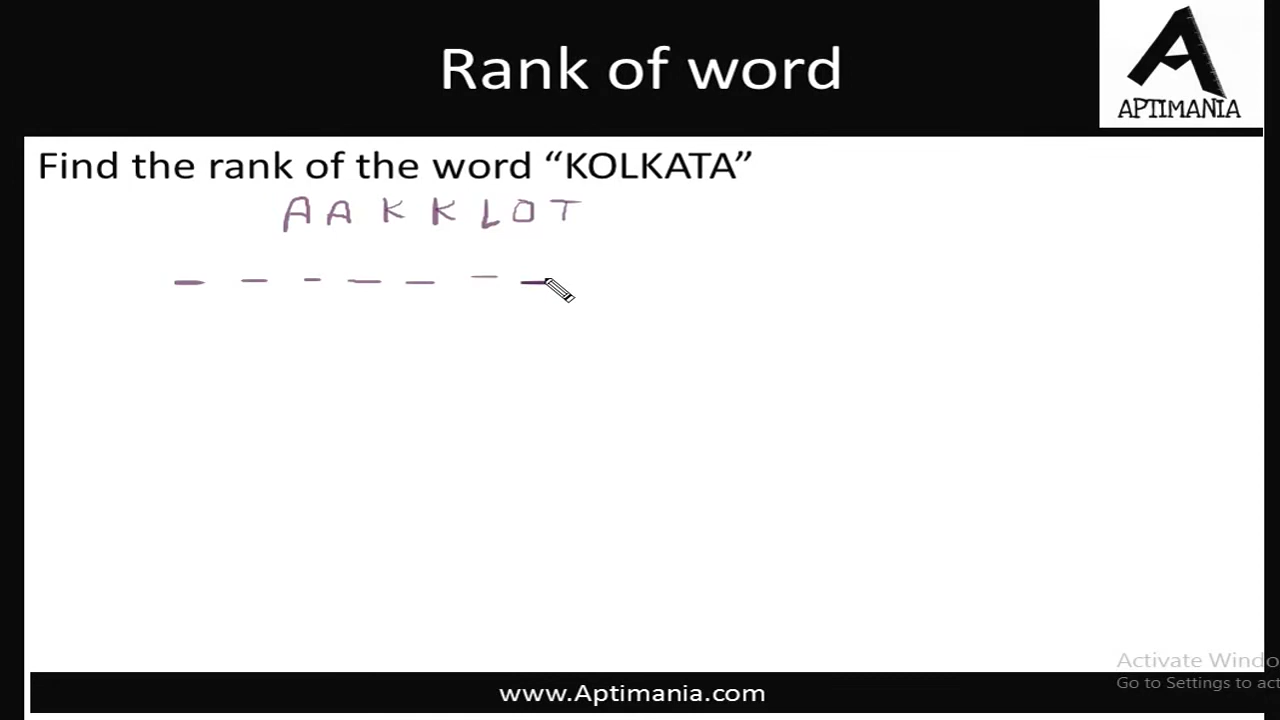 Rank of word
APTIMANIA
Find the rank of the word “KOLKATA”
A A K K L O T
Activate Windo
Go to Settings to act
www.Aptimania.com